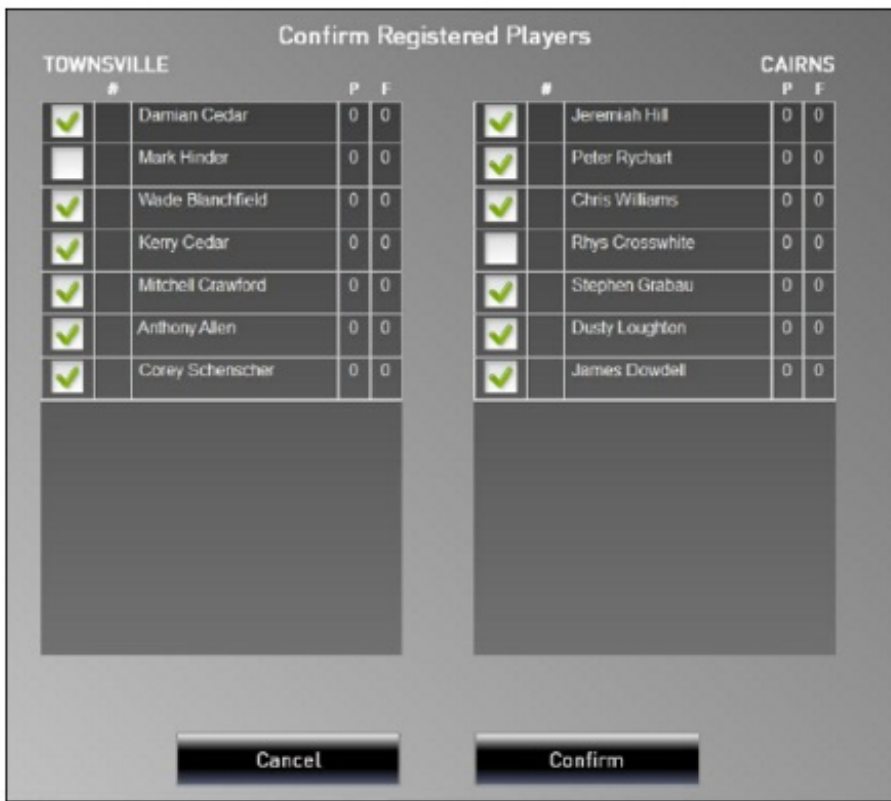 Confirm Registered Players
TOWNSVILLE
# P F
Damian Cedar 0 0
Mark Hinder 0 0
Wade Blanchfield 0 0
Kerry Cedar 0 0
Mitchell Crawford 0 0
Anthony Allen 0 0
Corey Schenscher 0 0
CAIRNS
# P F
Jeremiah Hill 0 0
Peter Rychart 0 0
Chris Williams 0 0
Rhys Crosswhite 0 0
Stephen Grabau 0 0
Dusty Loughton 0 0
James Dowdell 0 0
Cancel
Confirm